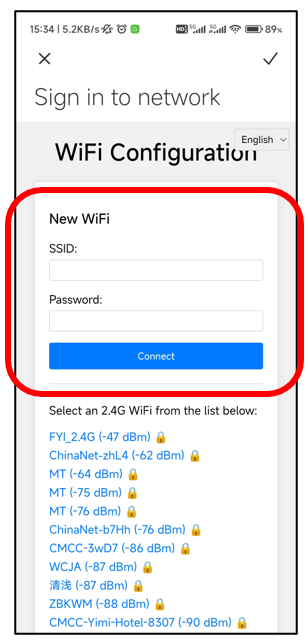 15:34 | 5.2KB/s HD 5G 5G 89%
Sign in to network
English
WiFi Configuration
New WiFi
SSID:
Password:
Connect
Select an 2.4G WiFi from the list below:
FYI_2.4G (-47 dBm)
ChinaNet-zhL4 (-62 dBm)
MT (-64 dBm)
MT (-75 dBm)
MT (-76 dBm)
ChinaNet-b7Hh (-76 dBm)
CMCC-3wD7 (-86 dBm)
WCJA (-87 dBm)
清浅 (-87 dBm)
ZBKWM (-88 dBm)
CMCC-Yimi-Hotel-8307 (-90 dBm)